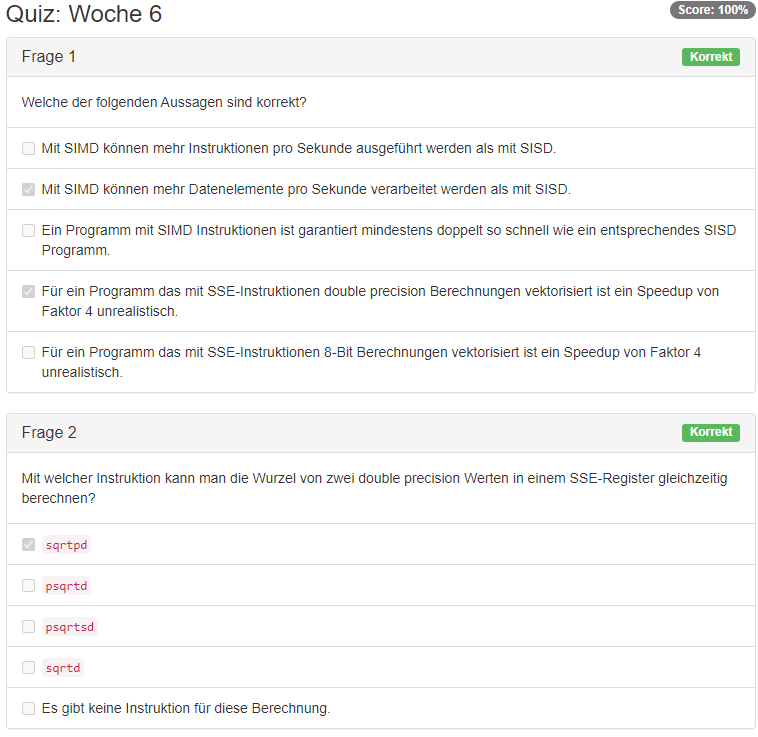 Quiz: Woche 6
Score: 100%
Frage 1
Korrekt
Welche der folgenden Aussagen sind korrekt?
Mit SIMD können mehr Instruktionen pro Sekunde ausgeführt werden als mit SISD.
Mit SIMD können mehr Datenelemente pro Sekunde verarbeitet werden als mit SISD.
Ein Programm mit SIMD Instruktionen ist garantiert mindestens doppelt so schnell wie ein entsprechendes SISD
Programm.
Für ein Programm das mit SSE-Instruktionen double precision Berechnungen vektorisiert ist ein Speedup von
Faktor 4 unrealistisch.
Für ein Programm das mit SSE-Instruktionen 8-Bit Berechnungen vektorisiert ist ein Speedup von Faktor 4
unrealistisch.
Frage 2
Korrekt
Mit welcher Instruktion kann man die Wurzel von zwei double precision Werten in einem SSE-Register gleichzeitig
berechnen?
sqrtpd
psqrtd
psqrtsd
sqrtd
Es gibt keine Instruktion für diese Berechnung.